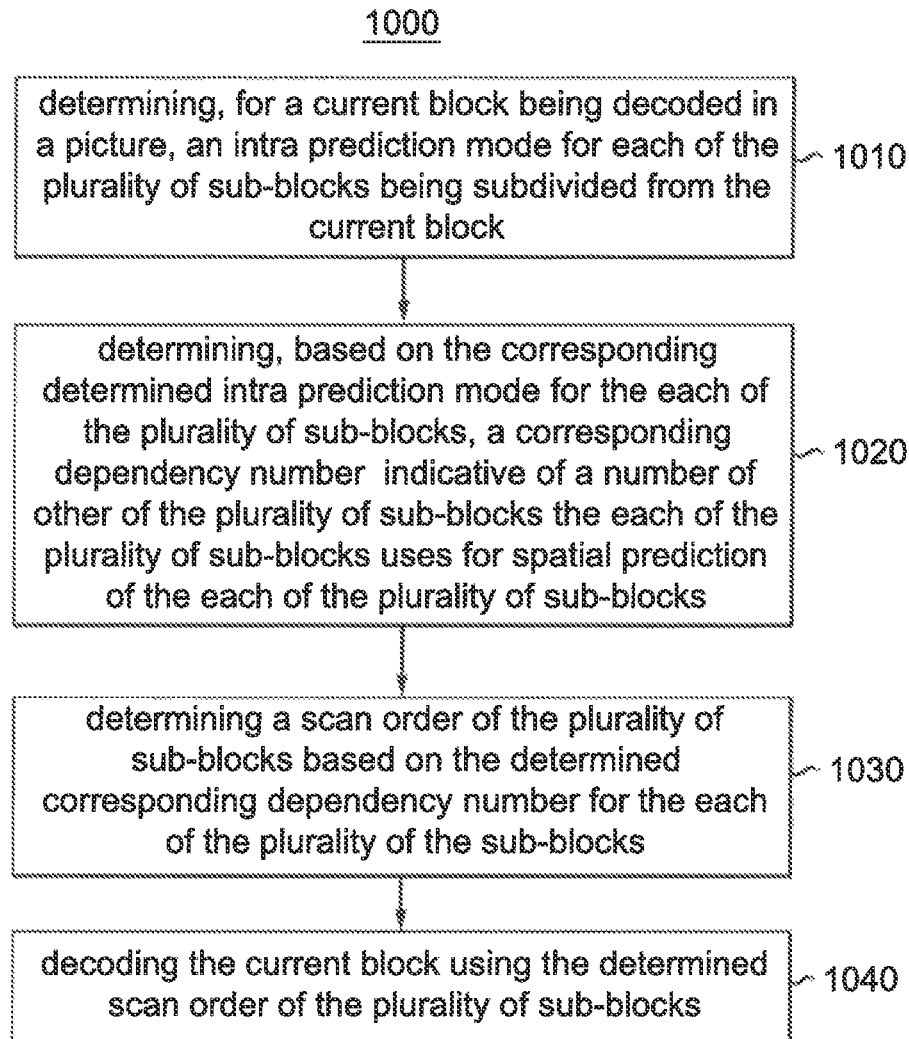 1000
determining, for a current block being decoded in
a picture, an intra prediction mode for each of the
plurality of sub-blocks being subdivided from the
current block
1010
determining, based on the corresponding
determined intra prediction mode for the each of
the plurality of sub-blocks, a corresponding
dependency number indicative of a number of
other of the plurality of sub-blocks the each of the
plurality of sub-blocks uses for spatial prediction
of the each of the plurality of sub-blocks
1020
determining a scan order of the plurality of
sub-blocks based on the determined
corresponding dependency number for the each
of the plurality of the sub-blocks
1030
decoding the current block using the determined
scan order of the plurality of sub-blocks
1040